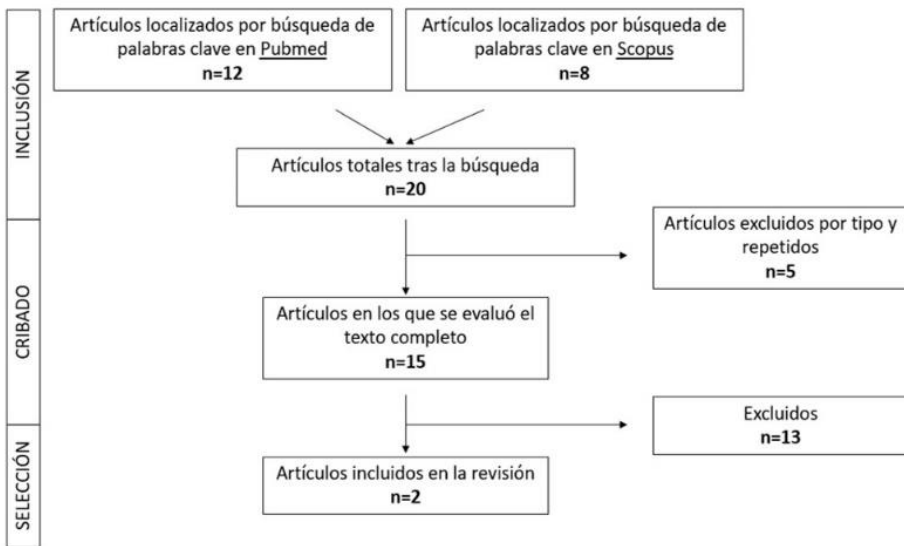 INCLUSIÓN
Artículos localizados por búsqueda de
palabras clave en Pubmed
n=12
Artículos localizados por búsqueda de
palabras clave en Scopus
n=8
Artículos totales tras la búsqueda
n=20
CRIBADO
Artículos excluidos por tipo y
repetidos
n=5
Artículos en los que se evaluó el
texto completo
n=15
SELECCIÓN
Excluidos
n=13
Artículos incluidos en la revisión
n=2